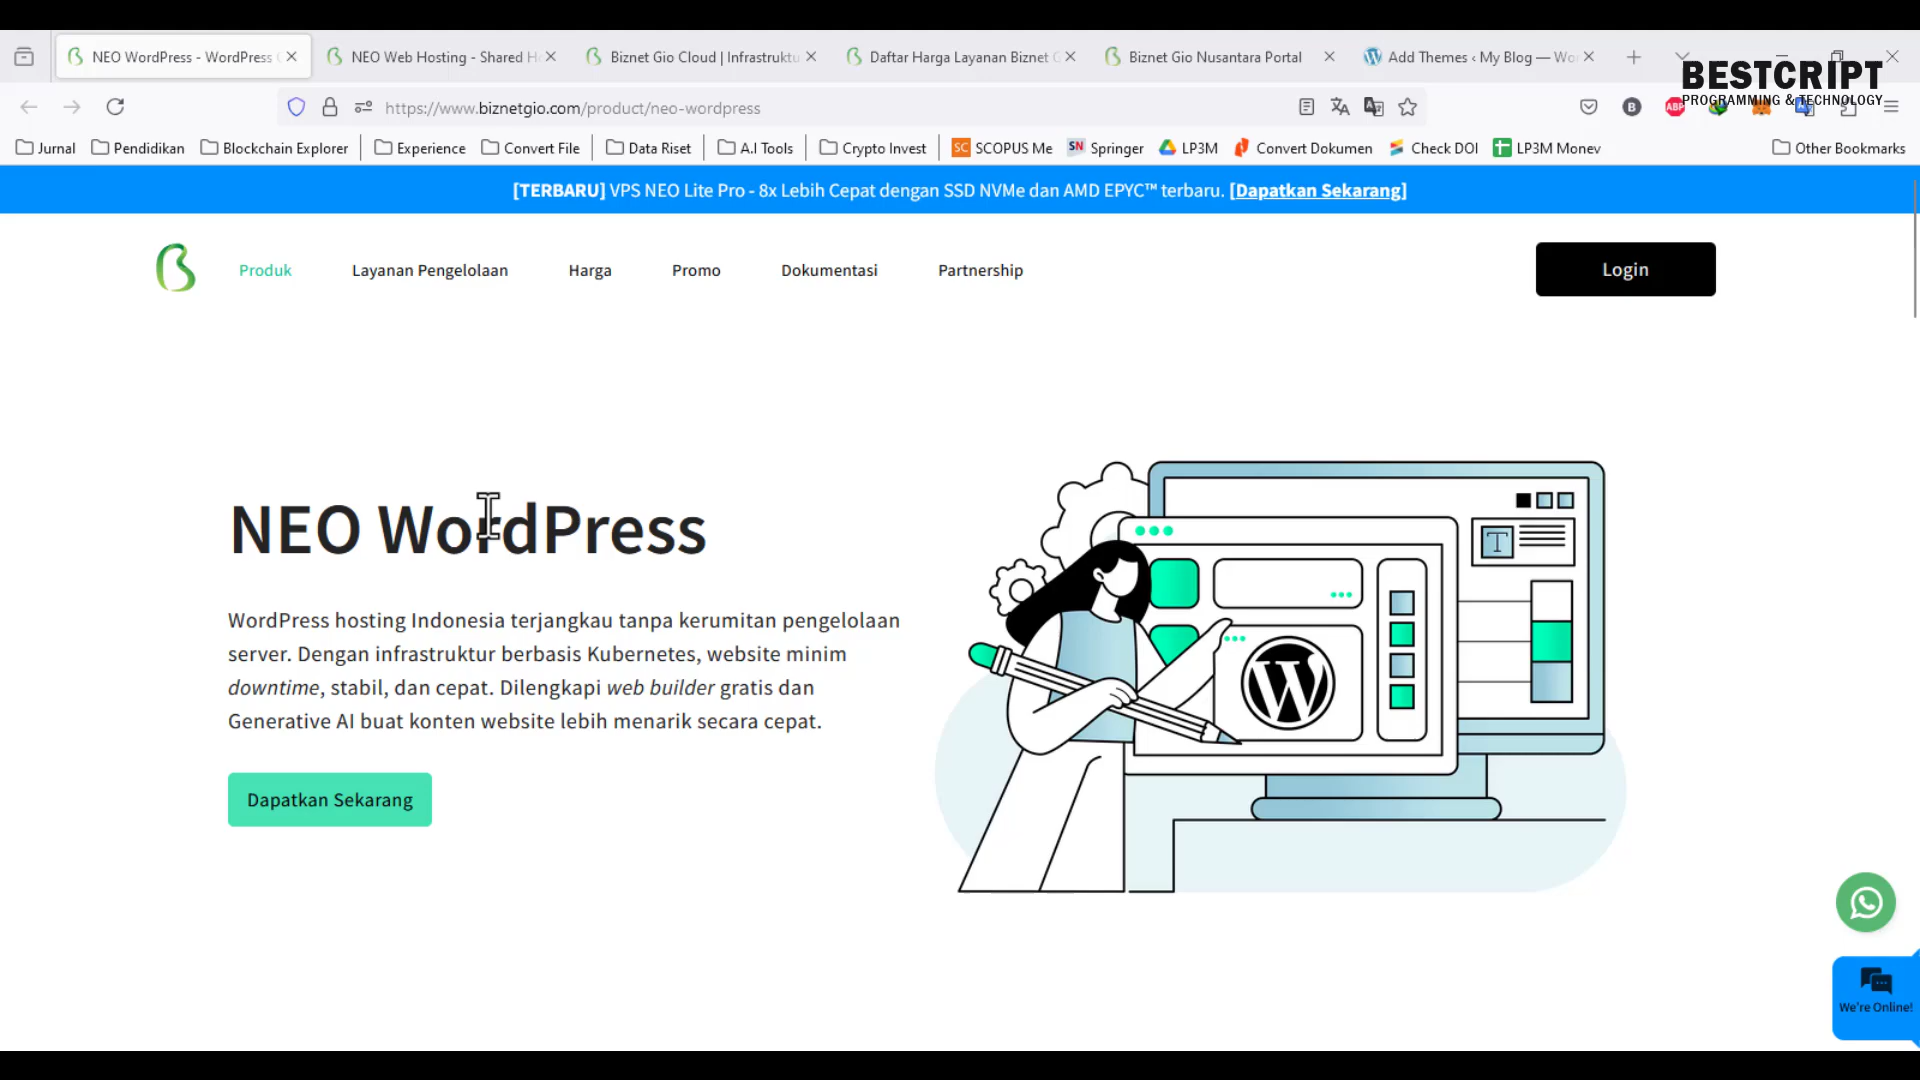 NEO WordPress - WordPress
NEO Web Hosting - Shared H
Biznet Gio Cloud | Infrastruktu
Daftar Harga Layanan Biznet G
Biznet Gio Nusantara Portal
Add Themes ‹ My Blog — Wo
BESTCRIPT
PROGRAMMING & TECHNOLOGY
https://www.biznetgio.com/product/neo-wordpress
B
ABP
Jurnal
Pendidikan
Blockchain Explorer
Experience
Convert File
Data Riset
A.I Tools
Crypto Invest
SC
SCOPUS Me
SN
Springer
LP3M
Convert Dokumen
Check DOI
LP3M Monev
Other Bookmarks
[TERBARU] VPS NEO Lite Pro - 8x Lebih Cepat dengan SSD NVMe dan AMD EPYC™ terbaru. [Dapatkan Sekarang]
Produk
Layanan Pengelolaan
Harga
Promo
Dokumentasi
Partnership
Login
NEO WordPress
WordPress hosting Indonesia terjangkau tanpa kerumitan pengelolaan
server. Dengan infrastruktur berbasis Kubernetes, website minim
downtime, stabil, dan cepat. Dilengkapi web builder gratis dan
Generative AI buat konten website lebih menarik secara cepat.
Dapatkan Sekarang
T
We're Online!